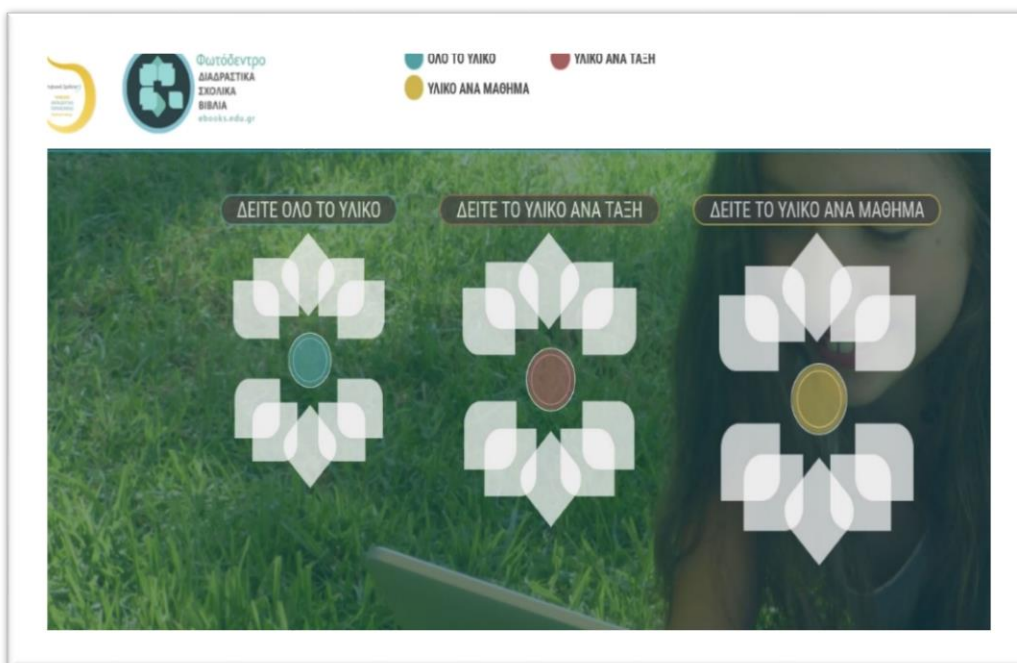 Φωτόδεντρο
ΔΙΑΔΡΑΣΤΙΚΑ
ΣΧΟΛΙΚΑ
ΒΙΒΛΙΑ
ebooks.edu.gr
ΟΛΟ ΤΟ ΥΛΙΚΟ
ΥΛΙΚΟ ΑΝΑ ΤΑΞΗ
ΥΛΙΚΟ ΑΝΑ ΜΑΘΗΜΑ
ΔΕΙΤΕ ΟΛΟ ΤΟ ΥΛΙΚΟ
ΔΕΙΤΕ ΤΟ ΥΛΙΚΟ ΑΝΑ ΤΑΞΗ
ΔΕΙΤΕ ΤΟ ΥΛΙΚΟ ΑΝΑ ΜΑΘΗΜΑ